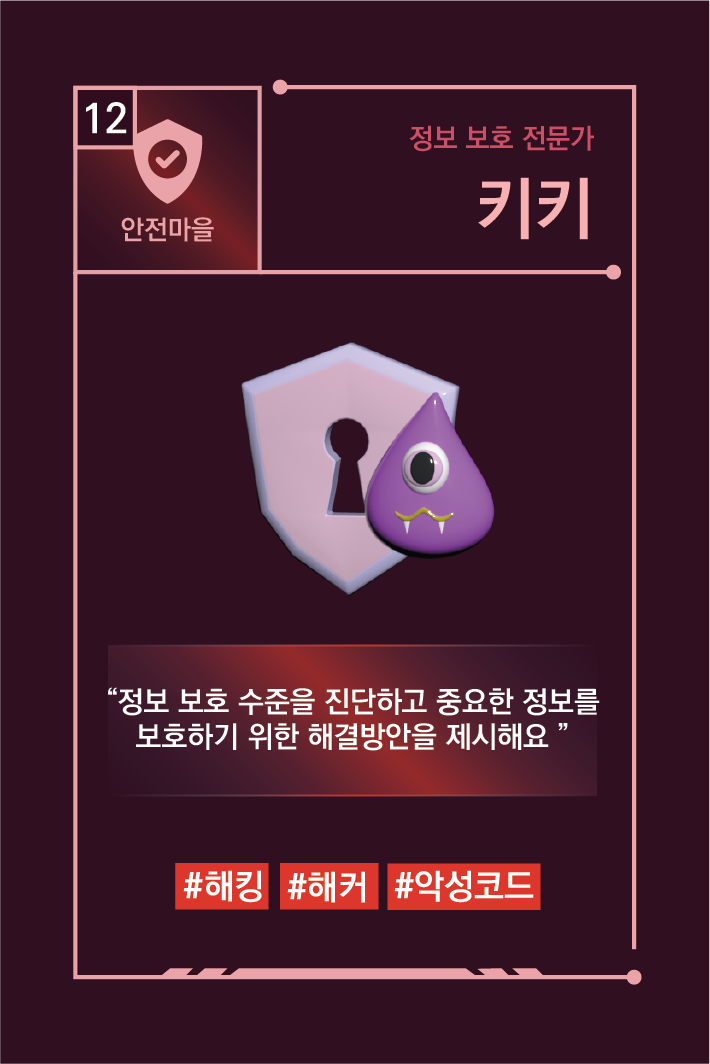 12
안전마을
정보 보호 전문가
키키
“정보 보호 수준을 진단하고 중요한 정보를
보호하기 위한 해결방안을 제시해요 ”
#해킹 #해커 #악성코드